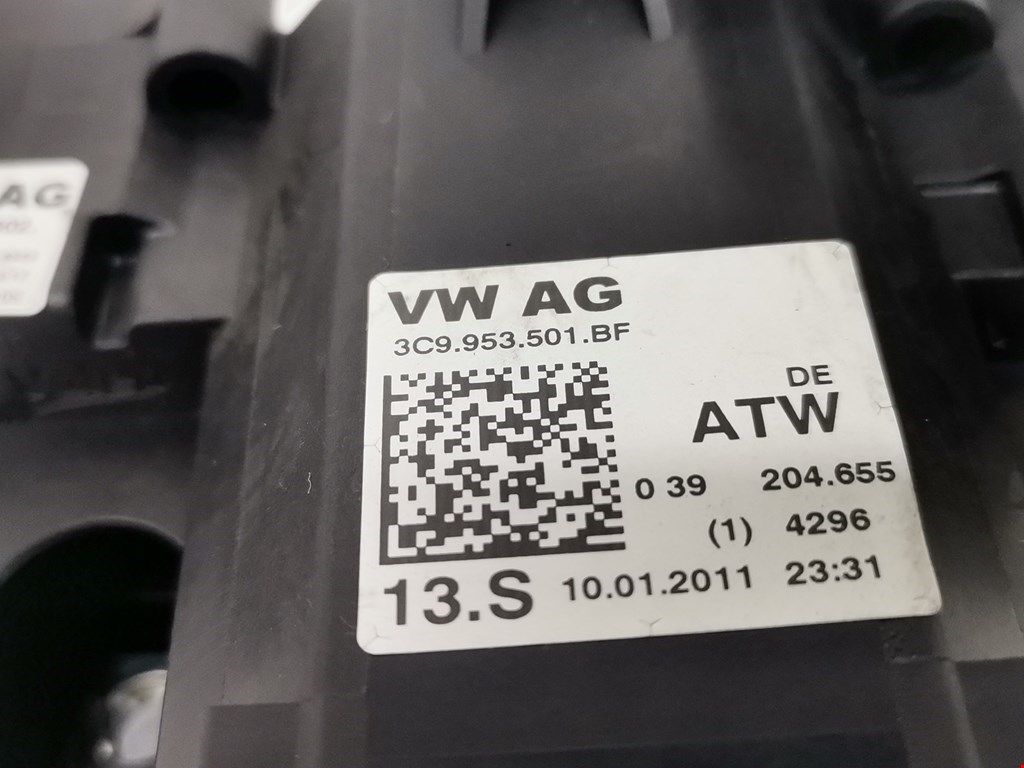 AG
VW AG
3C9.953.501.BF
DE
ATW
0 39 204.655
(1) 4296
13.S 10.01.2011 23:31